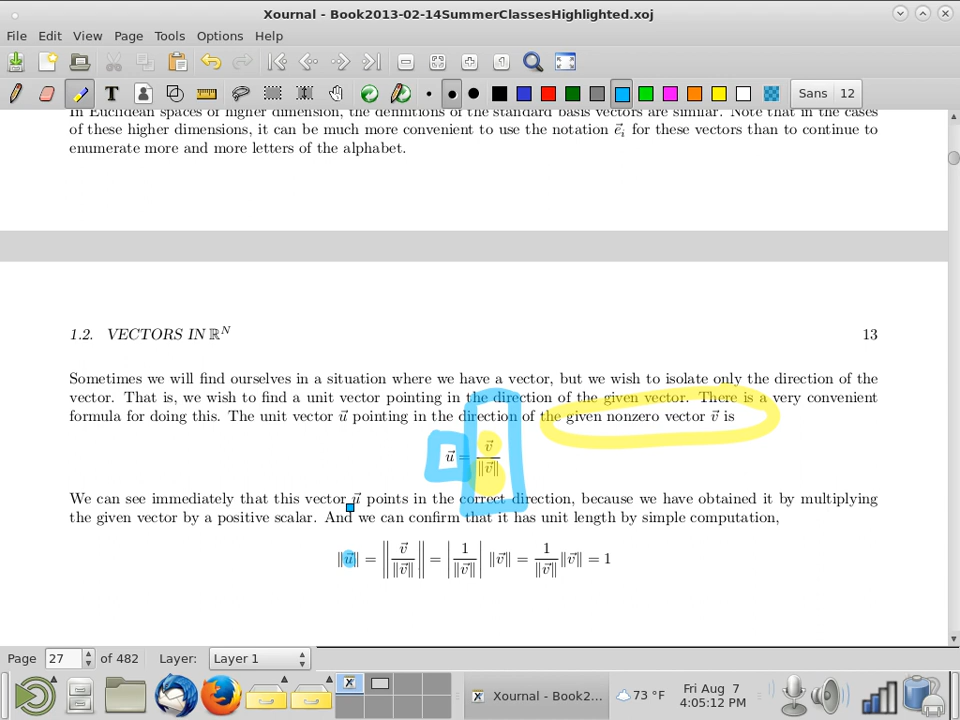 Xournal - Book2013-02-14SummerClassesHighlighted.xoj
File Edit View Page Tools Options Help
Sans 12
In Euclidean spaces of higher dimension, the definitions of the standard basis vectors are similar. Note that in the cases
of these higher dimensions, it can be much more convenient to use the notation e⃗ᵢ for these vectors than to continue to
enumerate more and more letters of the alphabet.
1.2. VECTORS IN ℝᴺ 13
Sometimes we will find ourselves in a situation where we have a vector, but we wish to isolate only the direction of the
vector. That is, we wish to find a unit vector pointing in the direction of the given vector. There is a very convenient
formula for doing this. The unit vector u⃗ pointing in the direction of the given nonzero vector v⃗ is
u⃗ = v⃗ / ‖v⃗‖
We can see immediately that this vector u⃗ points in the correct direction, because we have obtained it by multiplying
the given vector by a positive scalar. And we can confirm that it has unit length by simple computation,
‖u⃗‖ = ‖ v⃗ / ‖v⃗‖ ‖ = | 1 / ‖v⃗‖ | ‖v⃗‖ = 1 / ‖v⃗‖ ‖v⃗‖ = 1
Page 27 of 482 Layer: Layer 1
Xournal - Book2... 73 °F Fri Aug 7
4:05:12 PM